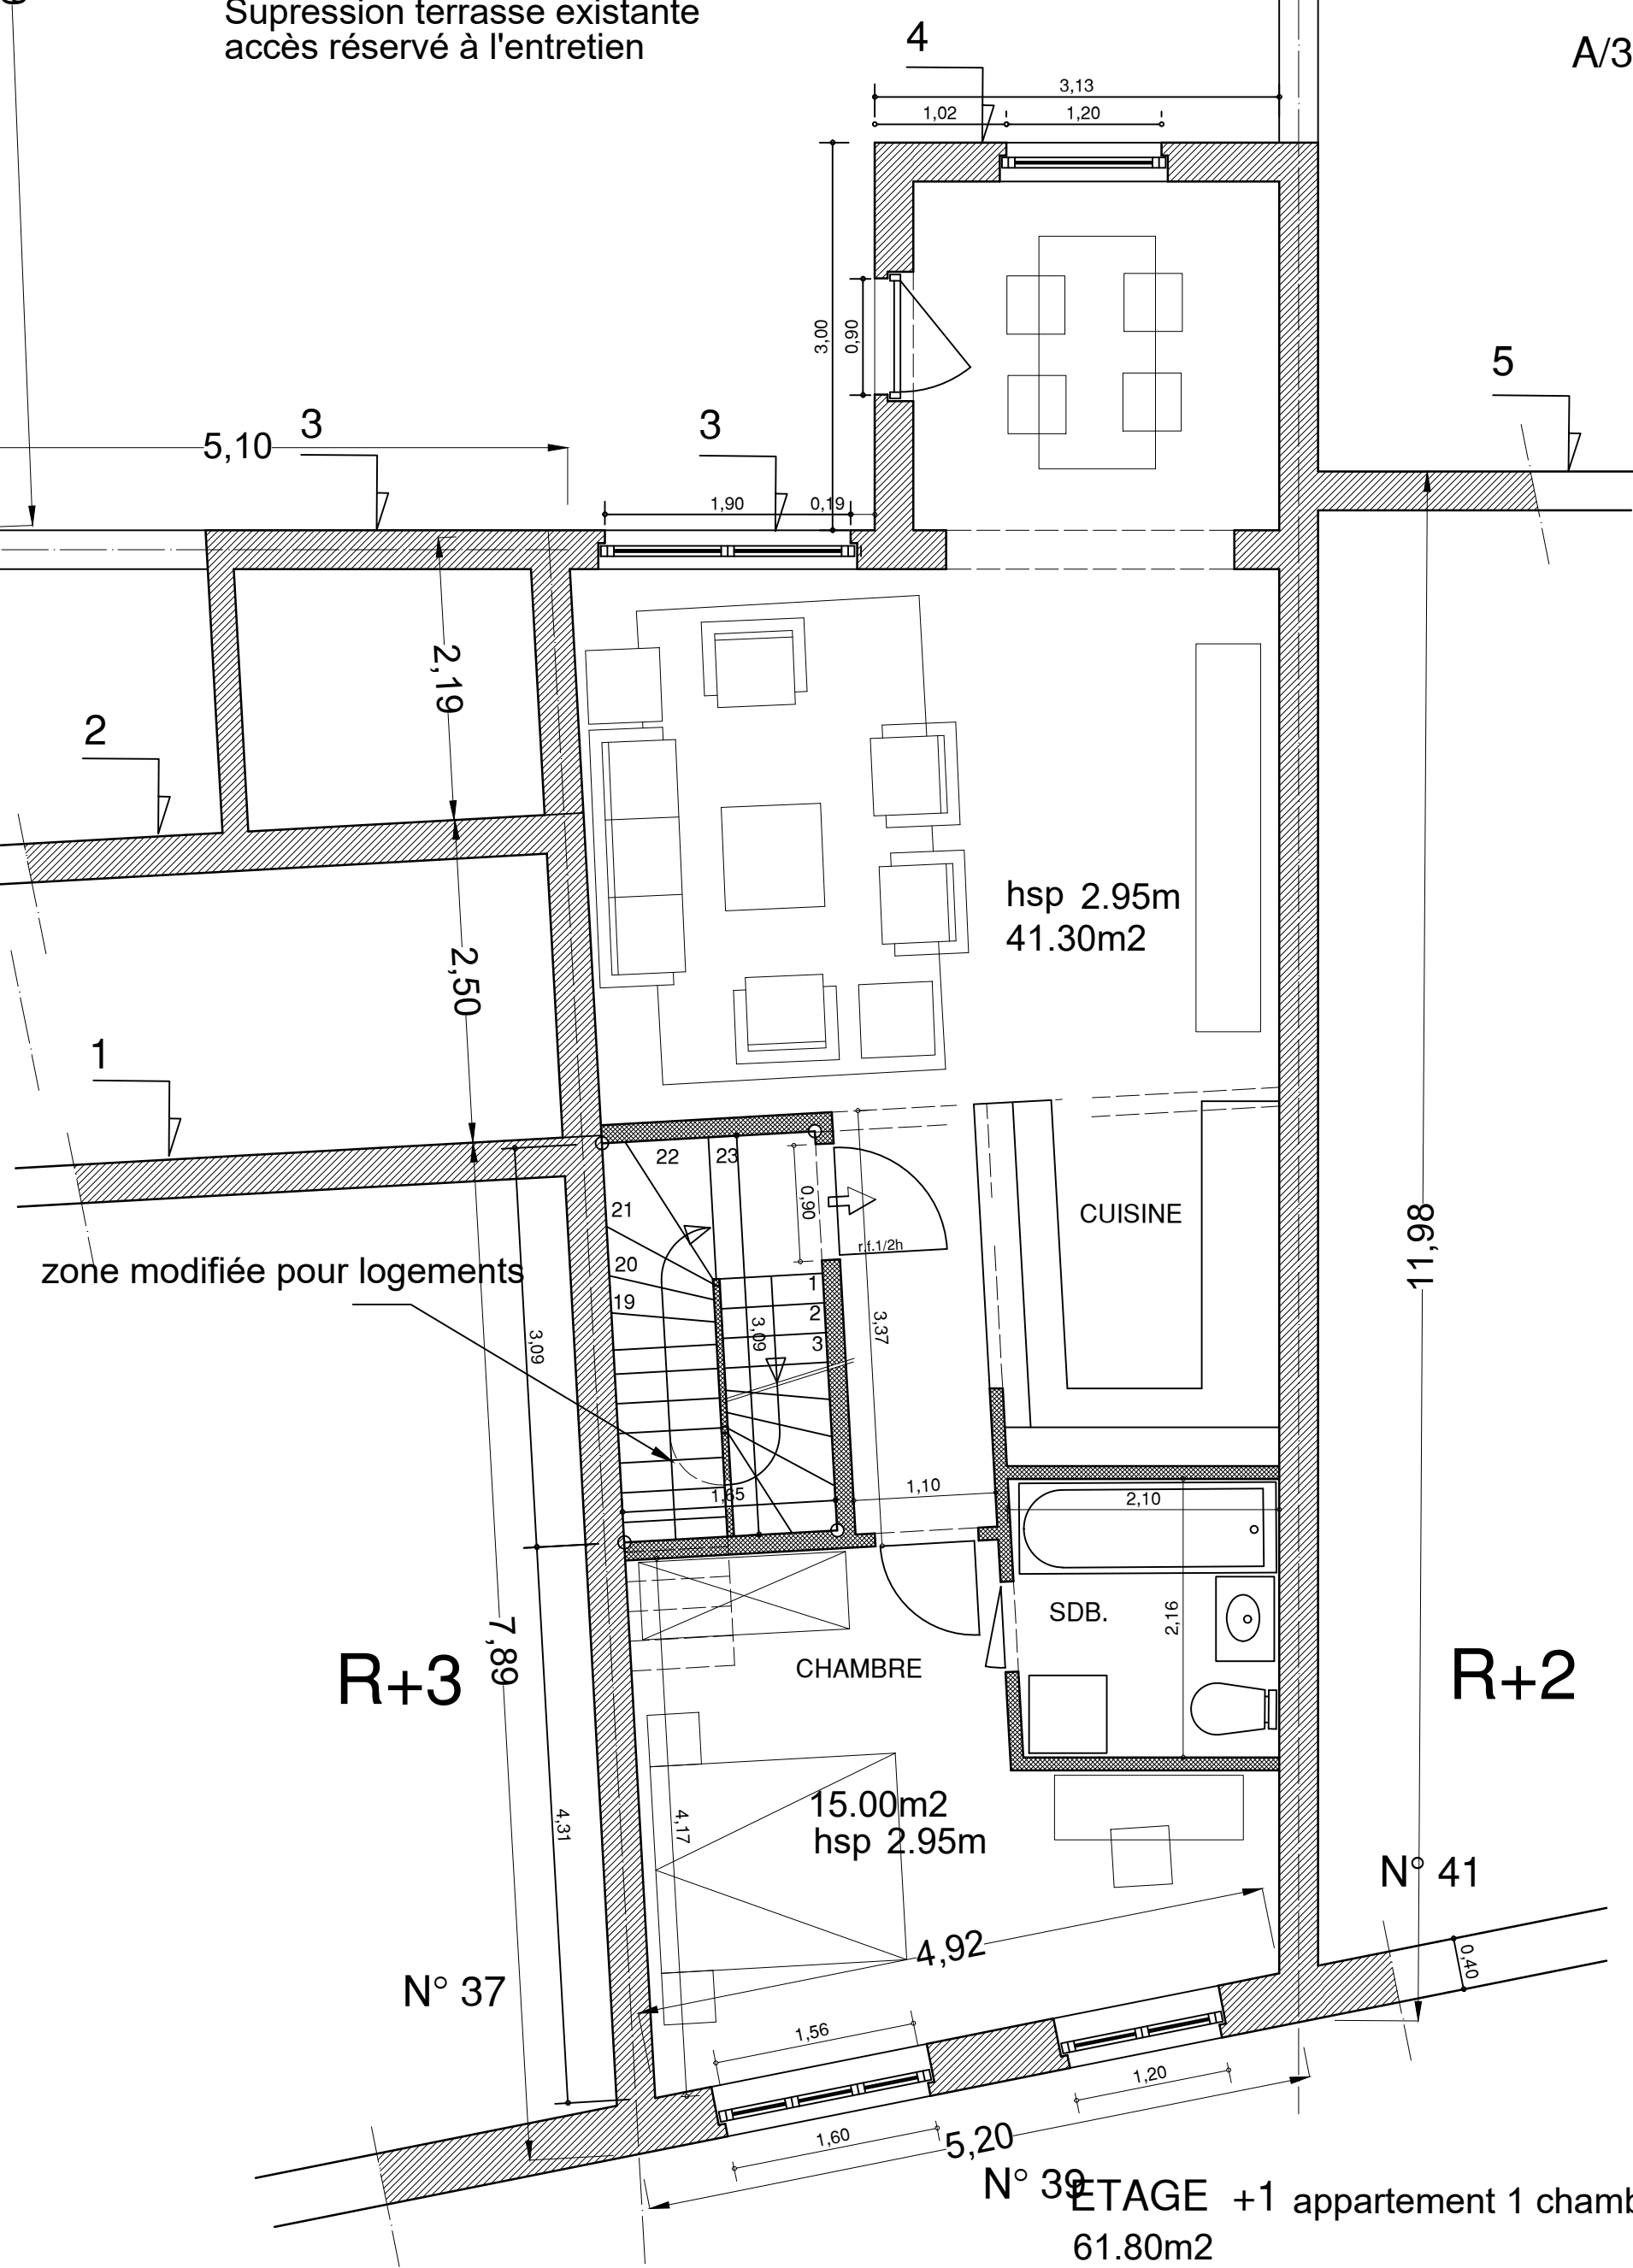 Supression terrasse existante
accès réservé à l'entretien
4
A/3
3,13
1,02
1,20
3,00
0,90
5
5,10
3
3
1,90
0,19
2,19
2
hsp 2.95m
41.30m2
2,50
1
22
23
21
0,90
CUISINE
r.f.1/2h
zone modifiée pour logements
20
1
19
2
3
3,09
3,09
3,37
11,98
1,65
1,10
2,10
SDB.
2,16
R+3
7,89
CHAMBRE
R+2
15.00m2
hsp 2.95m
4,31
4,17
N° 41
4,92
0,40
N° 37
1,56
1,20
1,60
5,20
N° 39
ETAGE +1 appartement 1 chamb
61.80m2